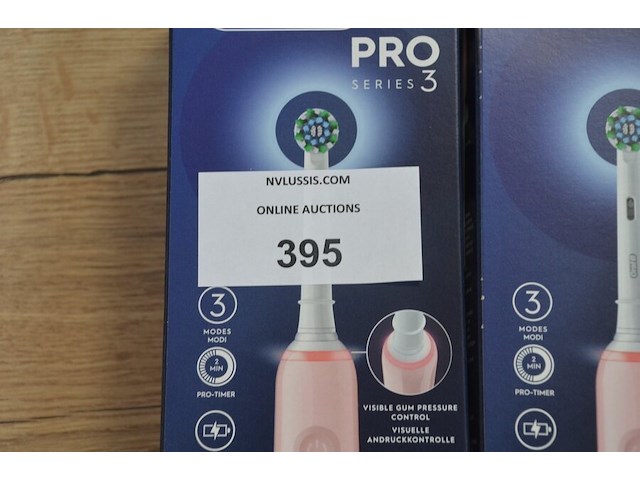 PRO
SERIES 3
NVLUSSIS.COM
ONLINE AUCTIONS
395
3
MODES
MODI
2
MIN
PRO-TIMER
VISIBLE GUM PRESSURE
CONTROL
VISUELLE
ANDRUCKKONTROLLE
3
MODES
MODI
2
MIN
PRO-TIMER